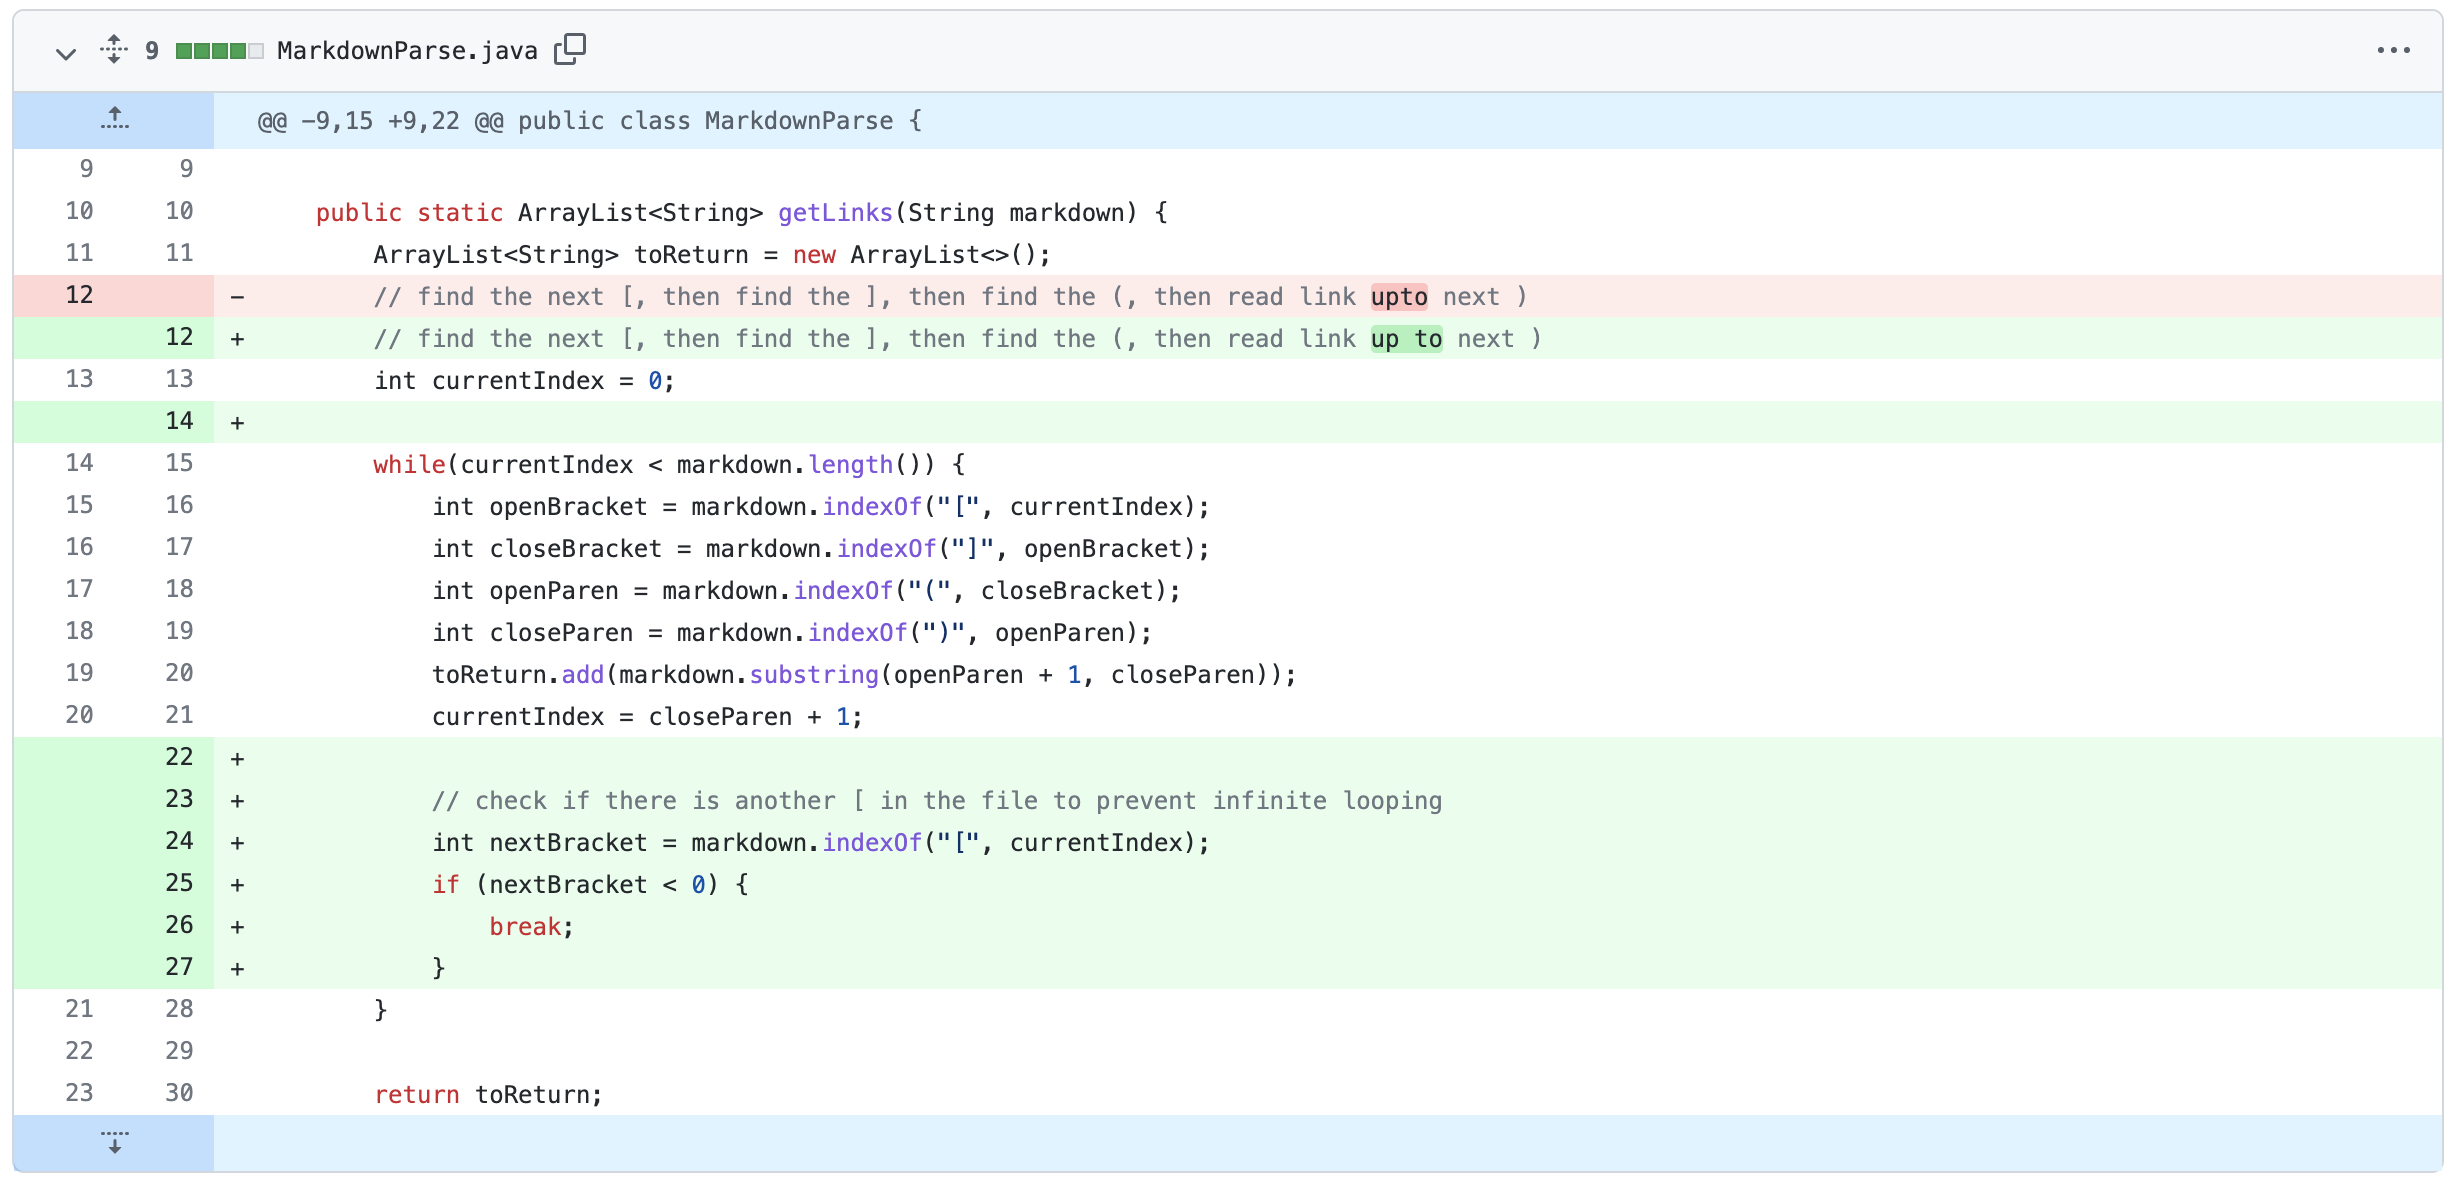 9 MarkdownParse.java
@@ -9,15 +9,22 @@ public class MarkdownParse {
9 9
10 10 public static ArrayList<String> getLinks(String markdown) {
11 11 ArrayList<String> toReturn = new ArrayList<>();
12 - // find the next [, then find the ], then find the (, then read link upto next )
12 + // find the next [, then find the ], then find the (, then read link up to next )
13 13 int currentIndex = 0;
14 +
14 15 while(currentIndex < markdown.length()) {
15 16 int openBracket = markdown.indexOf("[", currentIndex);
16 17 int closeBracket = markdown.indexOf("]", openBracket);
17 18 int openParen = markdown.indexOf("(", closeBracket);
18 19 int closeParen = markdown.indexOf(")", openParen);
19 20 toReturn.add(markdown.substring(openParen + 1, closeParen));
20 21 currentIndex = closeParen + 1;
22 +
23 + // check if there is another [ in the file to prevent infinite looping
24 + int nextBracket = markdown.indexOf("[", currentIndex);
25 + if (nextBracket < 0) {
26 + break;
27 + }
21 28 }
22 29
23 30 return toReturn;